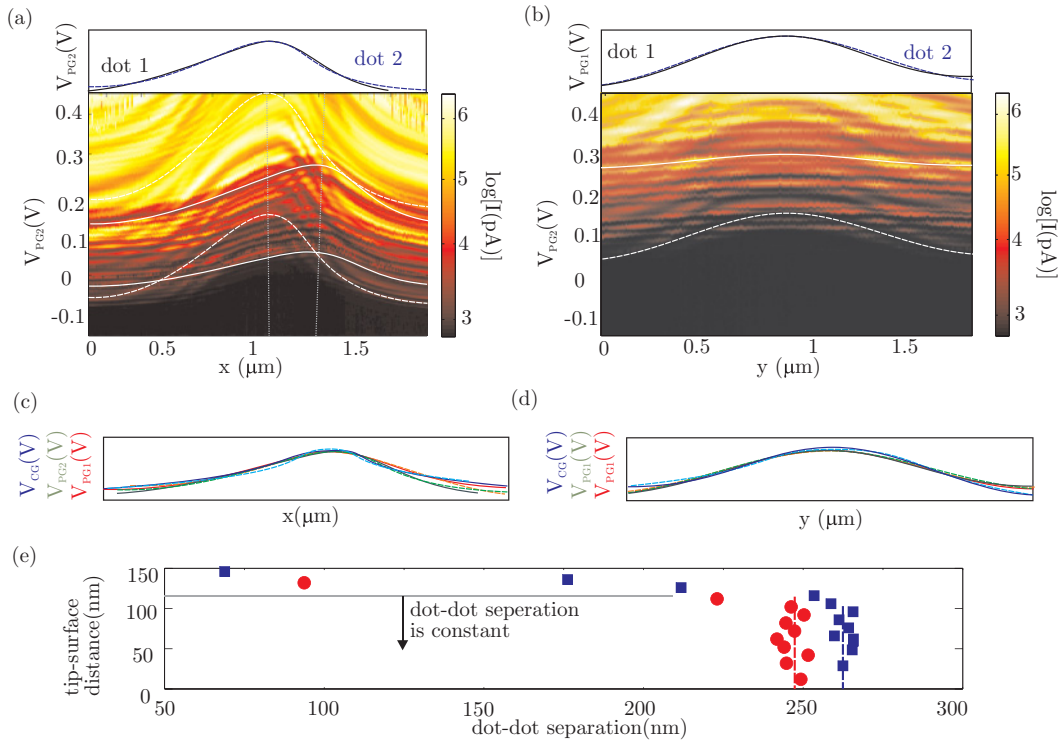 (a)
V_PG2(V)
dot 1
dot 2
V_PG2(V)
0.4
0.3
0.2
0.1
0
-0.1
0
0.5
1
1.5
x (μm)
5
4
3
log[I(pA)]
(b)
V_PG1(V)
dot 1
dot 2
V_PG2(V)
0.4
0.3
0.2
0.1
0
-0.1
0
0.5
1
1.5
y (μm)
6
5
4
3
log[I(pA)]
(c)
V_CG(V)
V_PG2(V)
V_PG1(V)
x(μm)
(d)
V_CG(V)
V_PG1(V)
V_PG1(V)
y (μm)
(e)
tip-surface
distance(nm)
150
100
50
0
dot-dot seperation
is constant
50
100
150
200
250
300
dot-dot separation(nm)